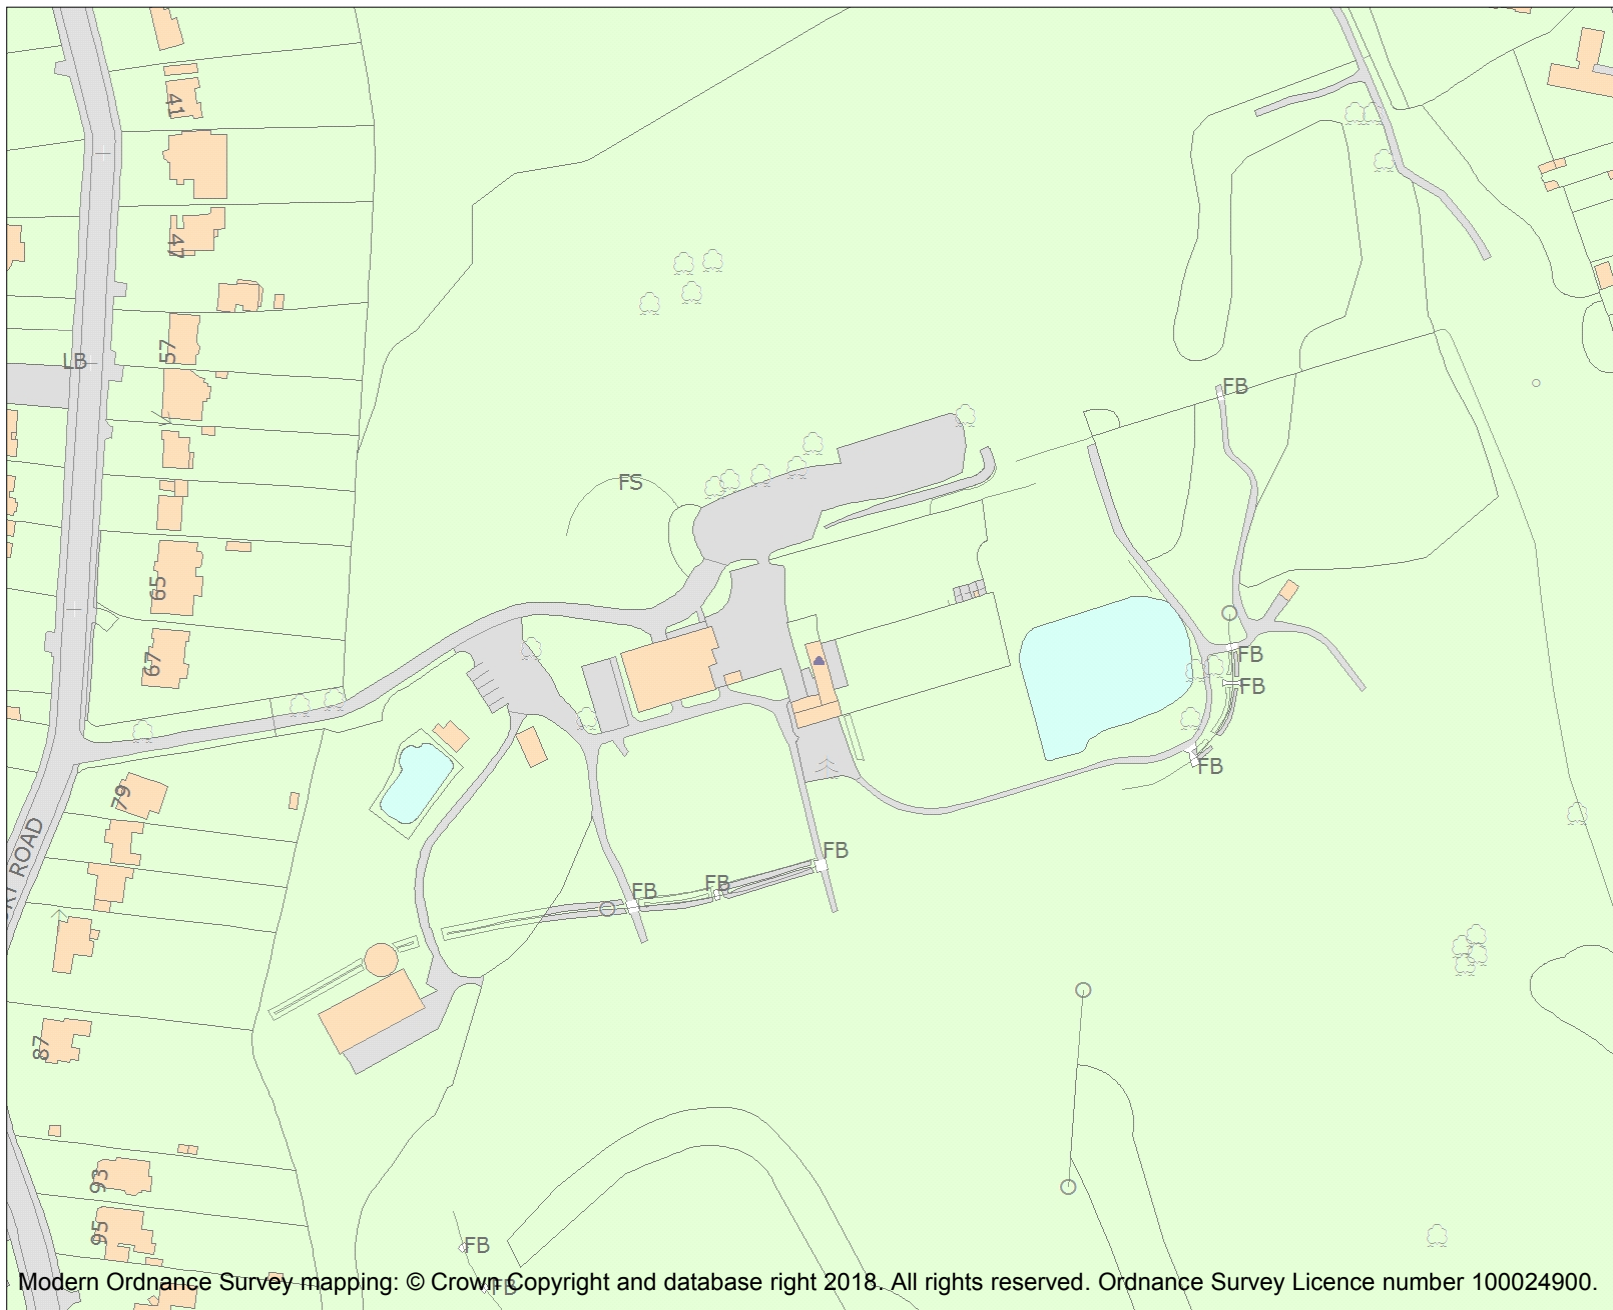 41
47
LB
57
FB
FS
65
67
FB
FB
FB
79
ROAD
FB
FB
FB
87
93
95
FB
FB
Modern Ordnance Survey mapping: © Crown Copyright and database right 2018. All rights reserved. Ordnance Survey Licence number 100024900.